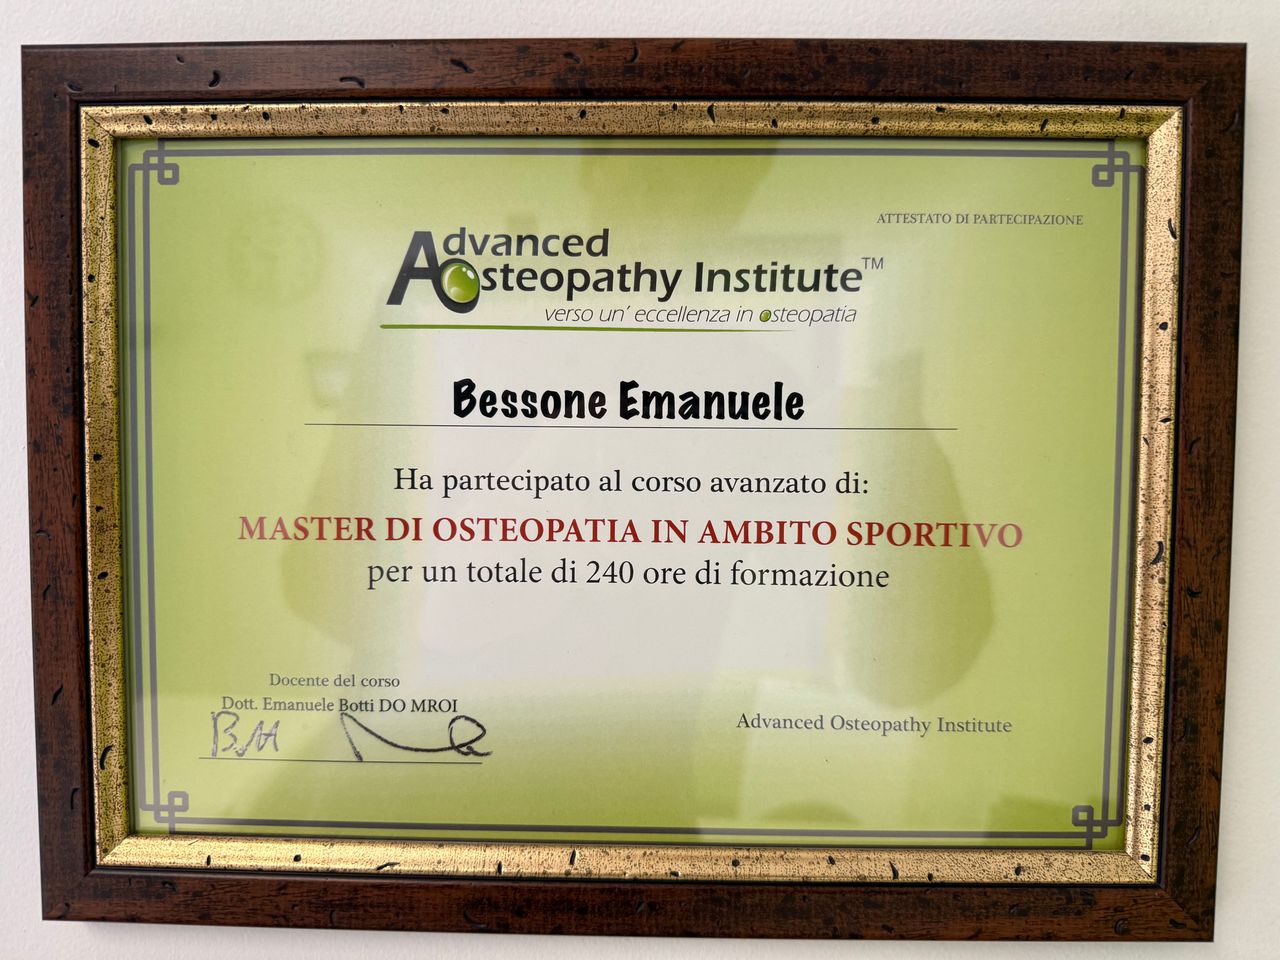 ATTESTATO DI PARTECIPAZIONE
Advanced
Osteopathy Institute™
verso un' eccellenza in osteopatia
Bessone Emanuele
Ha partecipato al corso avanzato di:
MASTER DI OSTEOPATIA IN AMBITO SPORTIVO
per un totale di 240 ore di formazione
Docente del corso
Dott. Emanuele Botti DO MROI
Advanced Osteopathy Institute